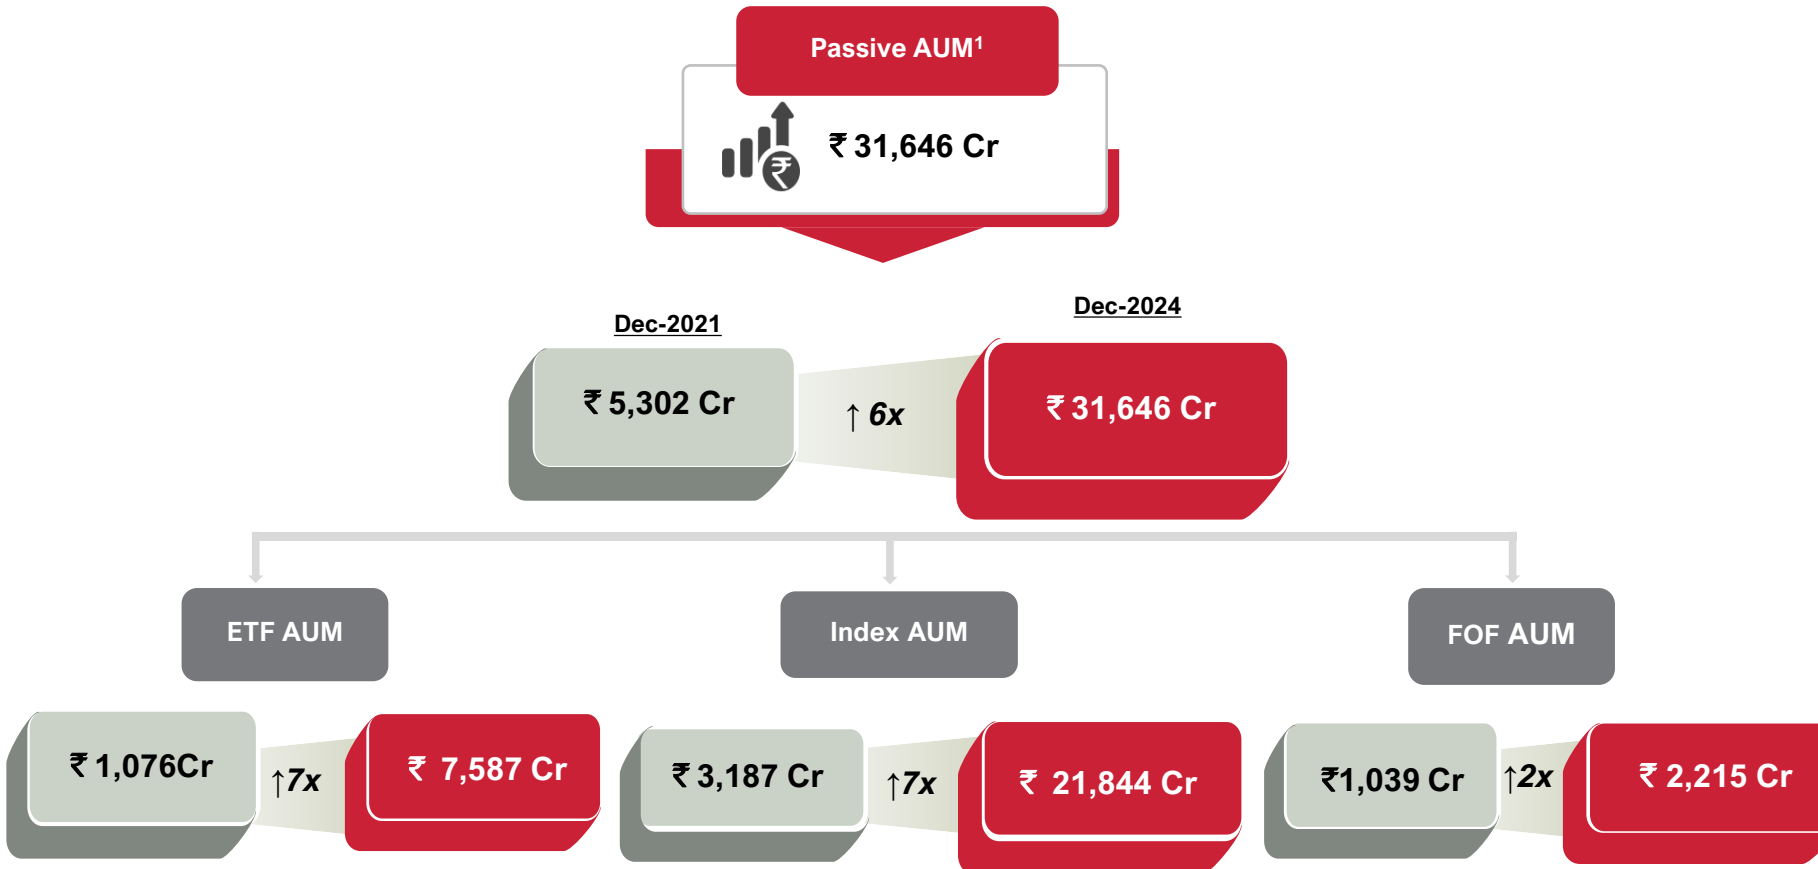 Passive AUM¹
₹ 31,646 Cr
Dec-2021
Dec-2024
₹ 5,302 Cr
↑ 6x
₹ 31,646 Cr
ETF AUM
Index AUM
FOF AUM
₹ 1,076Cr
↑7x
₹ 7,587 Cr
₹ 3,187 Cr
↑7x
₹ 21,844 Cr
₹1,039 Cr
↑2x
₹ 2,215 Cr